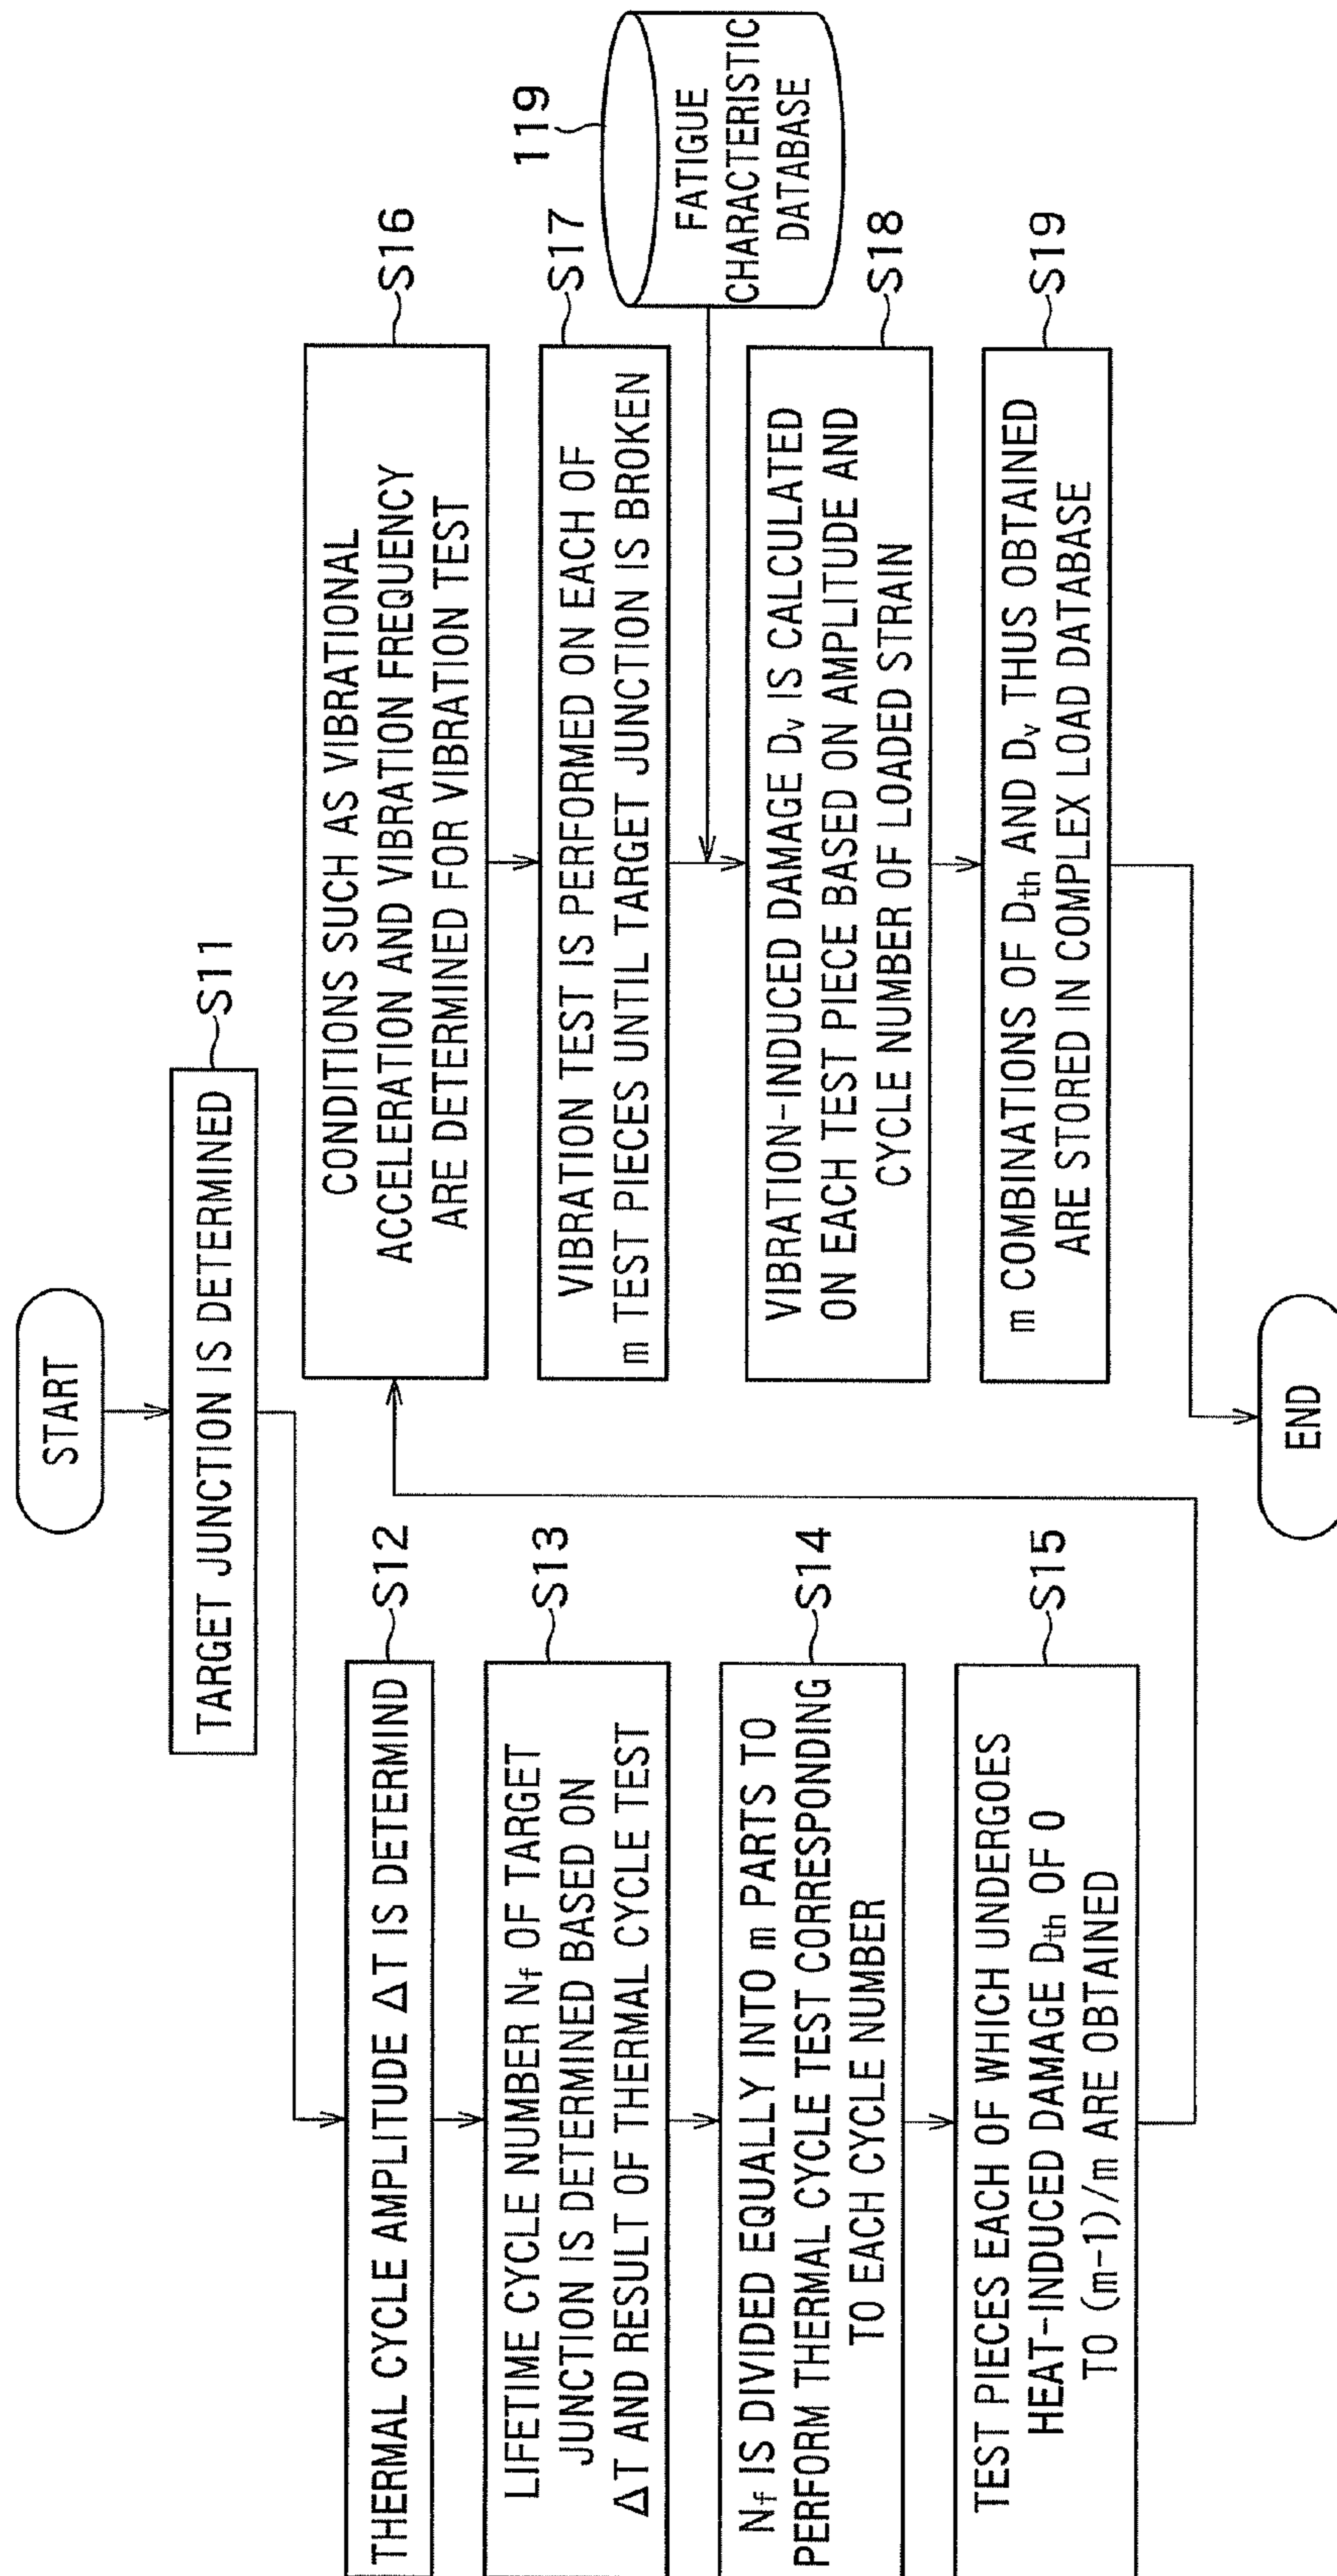 START
TARGET JUNCTION IS DETERMINED
S11
THERMAL CYCLE AMPLITUDE ΔT IS DETERMIND
S12
LIFETIME CYCLE NUMBER Nf OF TARGET
JUNCTION IS DETERMINED BASED ON
ΔT AND RESULT OF THERMAL CYCLE TEST
S13
Nf IS DIVIDED EQUALLY INTO m PARTS TO
PERFORM THERMAL CYCLE TEST CORRESPONDING
TO EACH CYCLE NUMBER
S14
TEST PIECES EACH OF WHICH UNDERGOES
HEAT-INDUCED DAMAGE Dth OF 0
TO (m-1)/m ARE OBTAINED
S15
CONDITIONS SUCH AS VIBRATIONAL
ACCELERATION AND VIBRATION FREQUENCY
ARE DETERMINED FOR VIBRATION TEST
S16
VIBRATION TEST IS PERFORMED ON EACH OF
m TEST PIECES UNTIL TARGET JUNCTION IS BROKEN
S17
119
FATIGUE
CHARACTERISTIC
DATABASE
VIBRATION-INDUCED DAMAGE Dv IS CALCULATED
ON EACH TEST PIECE BASED ON AMPLITUDE AND
CYCLE NUMBER OF LOADED STRAIN
S18
m COMBINATIONS OF Dth AND Dv THUS OBTAINED
ARE STORED IN COMPLEX LOAD DATABASE
S19
END